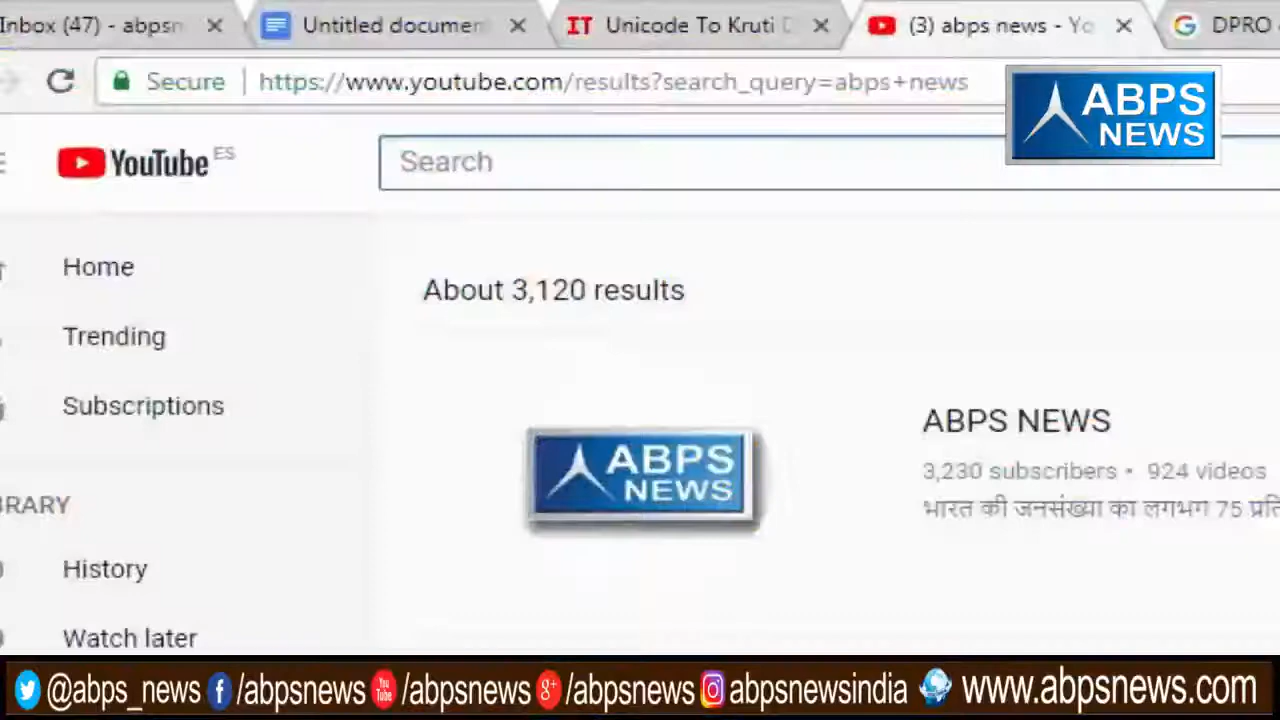 Inbox (47) - abpsn
Untitled documen
Unicode To Kruti D
(3) abps news - Yo
DPRO
Secure
https://www.youtube.com/results?search_query=abps+news
ABPS
NEWS
YouTube ES
Search
Home
Trending
Subscriptions
BRARY
History
Watch later
About 3,120 results
ABPS
NEWS
ABPS NEWS
3,230 subscribers • 924 videos
भारत की जनसंख्या का लगभग 75 प्रति
@abps_news /abpsnews You Tube /abpsnews g+ /abpsnews abpsnewsindia www.abpsnews.com